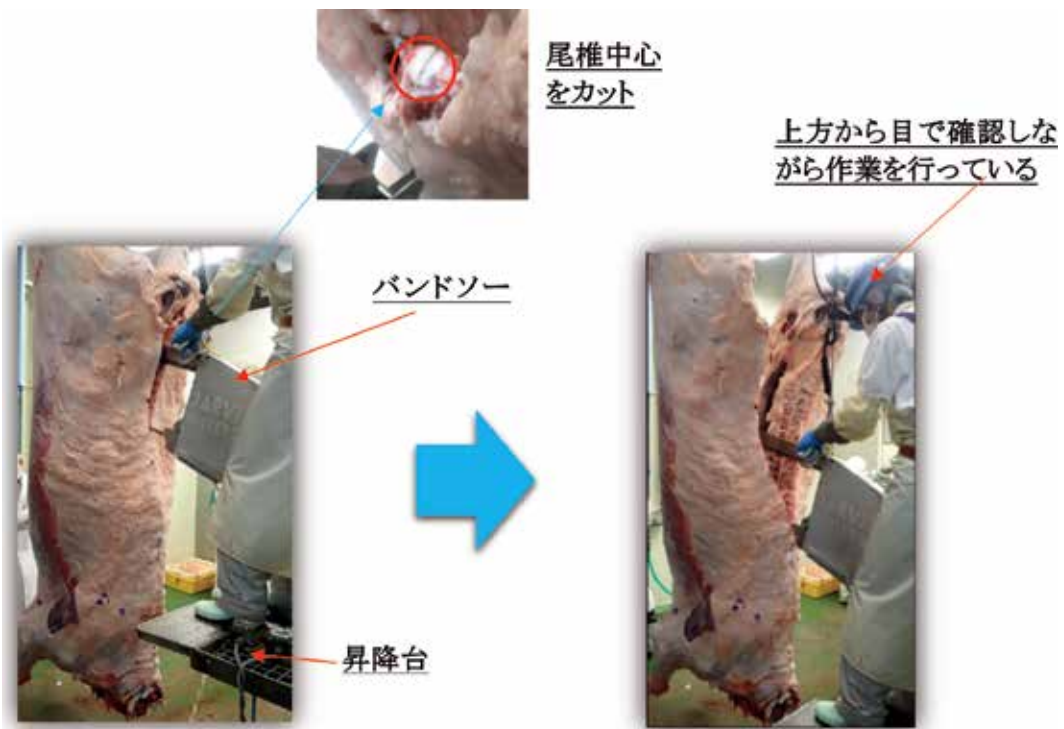 尾椎中心
をカット
上方から目で確認しな
がら作業を行っている
バンドソー
昇降台